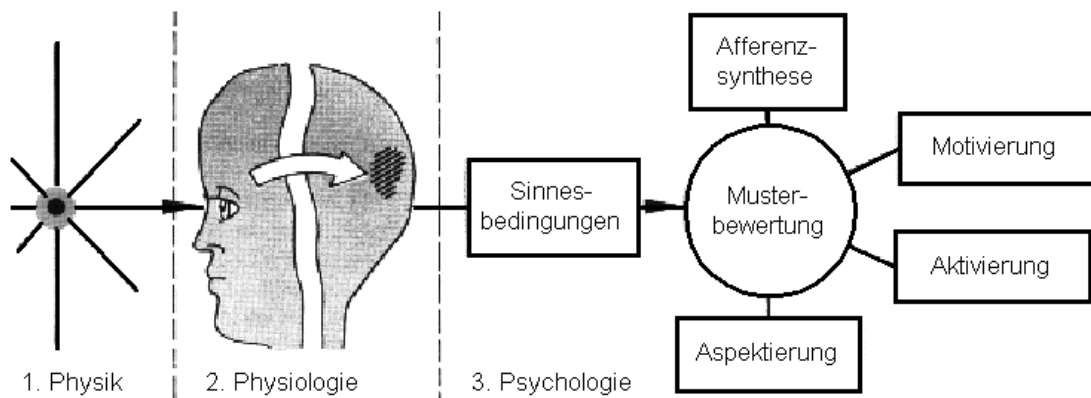 Afferenz-
synthese
Motivierung
Sinnes-
bedingungen
Muster-
bewertung
Aktivierung
Aspektierung
1. Physik
2. Physiologie
3. Psychologie